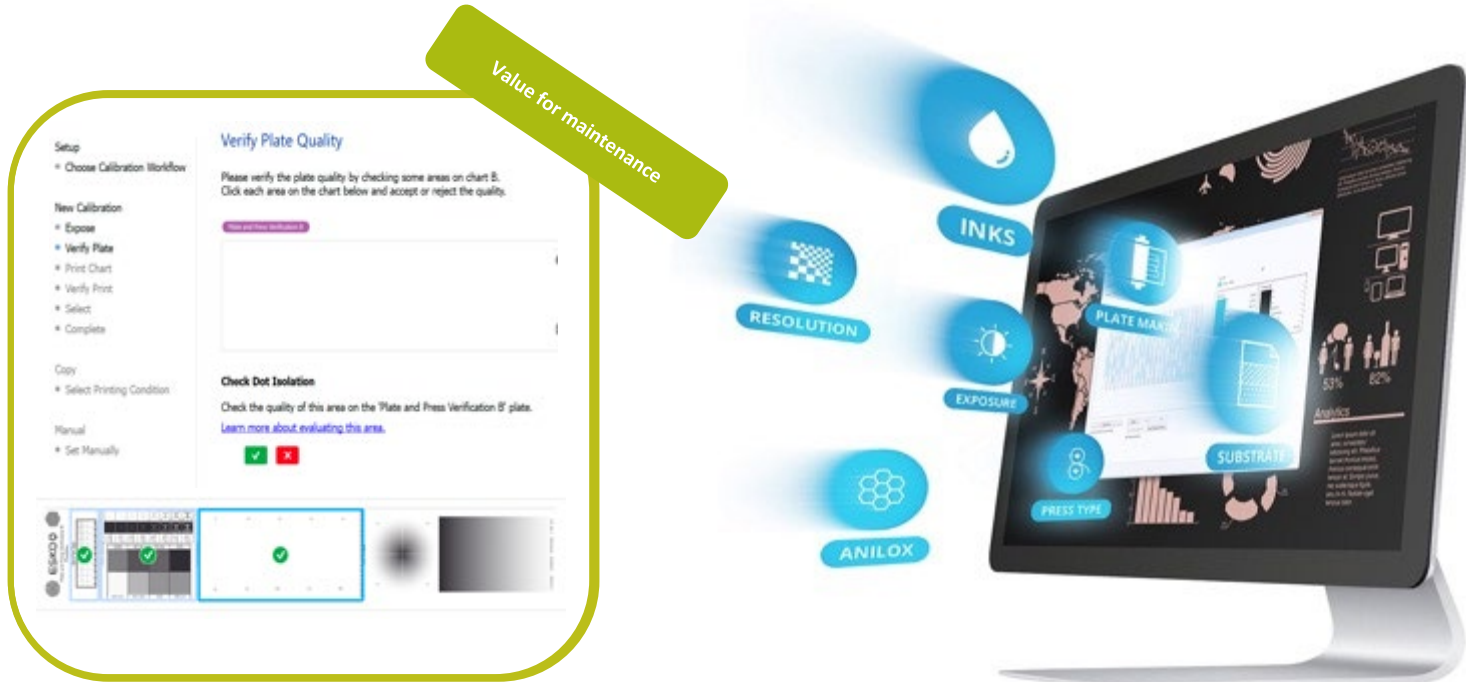 Value for maintenance
Setup
Choose Calibration Workflow
New Calibration
Expose
Verify Plate
Print Chart
Verify Print
Select
Complete
Copy
Select Printing Condition
Manual
Set Manually
Verify Plate Quality
Please verify the plate quality by checking some areas on chart B.
Click each area on the chart below and accept or reject the quality.
Plate and Press Verification B
Check Dot Isolation
Check the quality of this area on the 'Plate and Press Verification B' plate.
Learn more about evaluating this area.
ESKO
INKS
RESOLUTION
PLATE MAKIN
EXPOSURE
SUBSTRATE
PRESS TYPE
ANILOX
53%
82%
Analytics